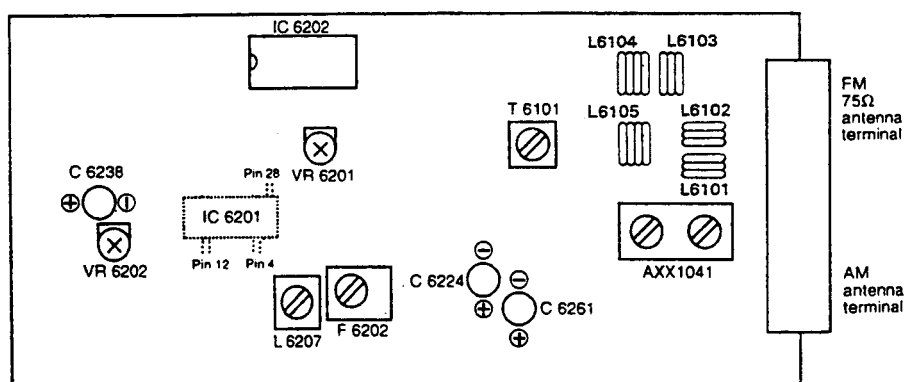 IC 6202
L6104
L6103
FM
75Ω
antenna
terminal
T 6101
L6105
L6102
VR 6201
L6101
C 6238
Pin 28
IC 6201
VR 6202
Pin 12
Pin 4
AXX1041
C 6224
C 6261
L 6207
F 6202
AM
antenna
terminal